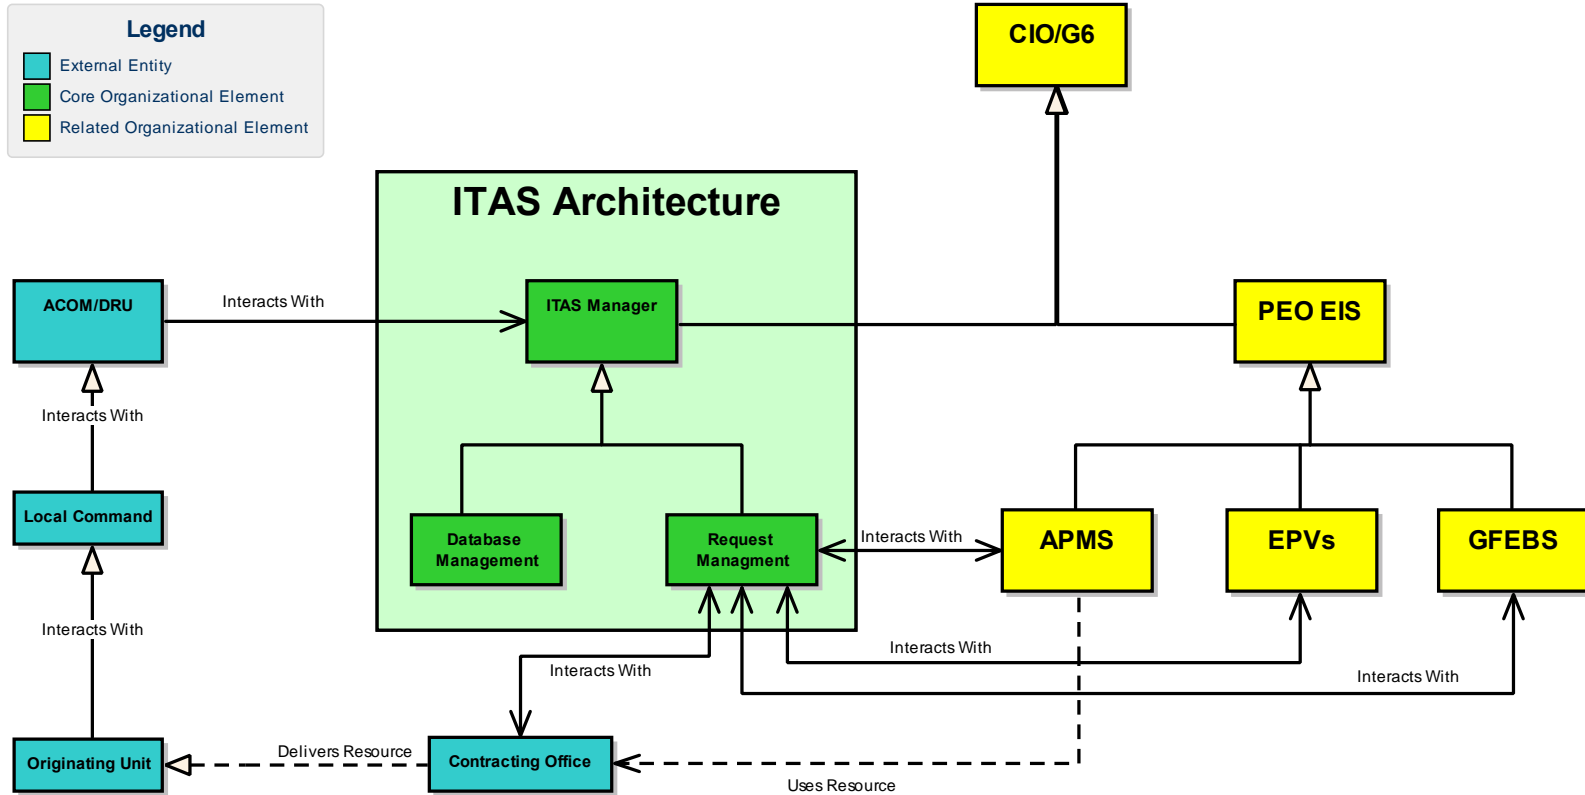 Legend
External Entity
Core Organizational Element
Related Organizational Element
CIO/G6
ITAS Architecture
ACOM/DRU
Interacts With
ITAS Manager
PEO EIS
Interacts With
Local Command
Database
Management
Request
Managment
Interacts With
APMS
EPVs
GFEBS
Interacts With
Interacts With
Interacts With
Interacts With
Originating Unit
Delivers Resource
Contracting Office
Uses Resource